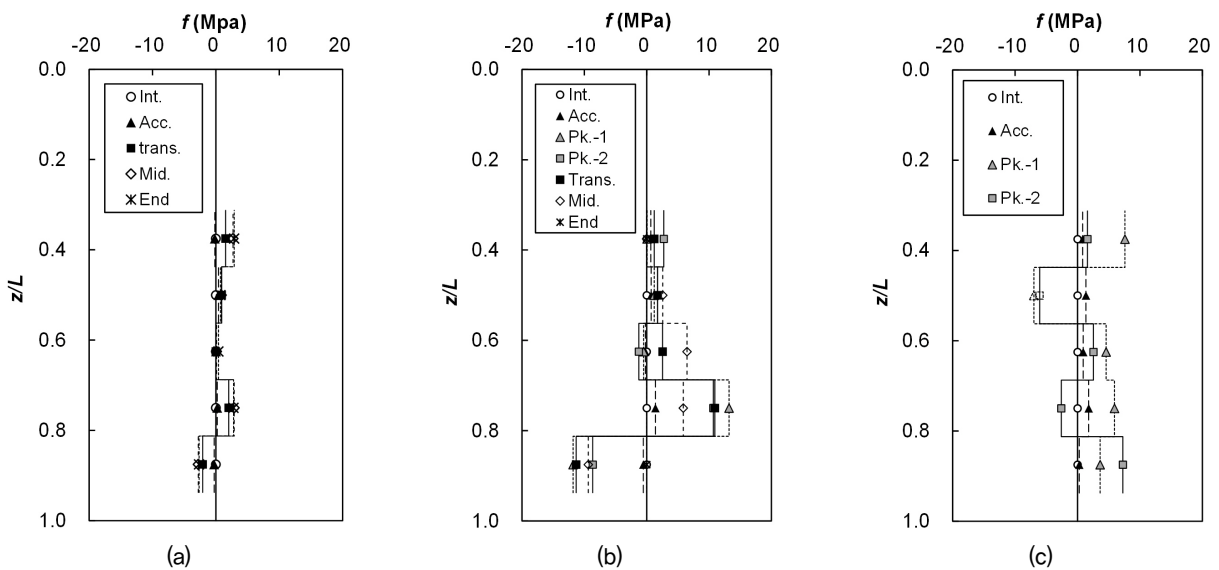 f (Mpa)
-20 -10 0 10 20
0.0
0.2
0.4
0.6
0.8
1.0
z/L
Int.
Acc.
trans.
Mid.
End
(a)
f (MPa)
-20 -10 0 10 20
0.0
0.2
0.4
0.6
0.8
1.0
z/L
Int.
Acc.
Pk.-1
Pk.-2
Trans.
Mid.
End
(b)
f (MPa)
-20 -10 0 10 20
0.0
0.2
0.4
0.6
0.8
1.0
z/L
Int.
Acc.
Pk.-1
Pk.-2
(c)